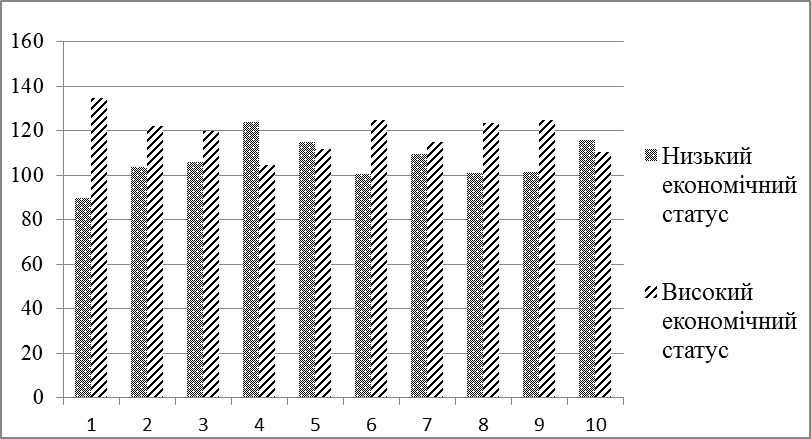 160
140
120
100
80
60
40
20
0
1 2 3 4 5 6 7 8 9 10
Низький
економічний
статус
Високий
економічний
статус